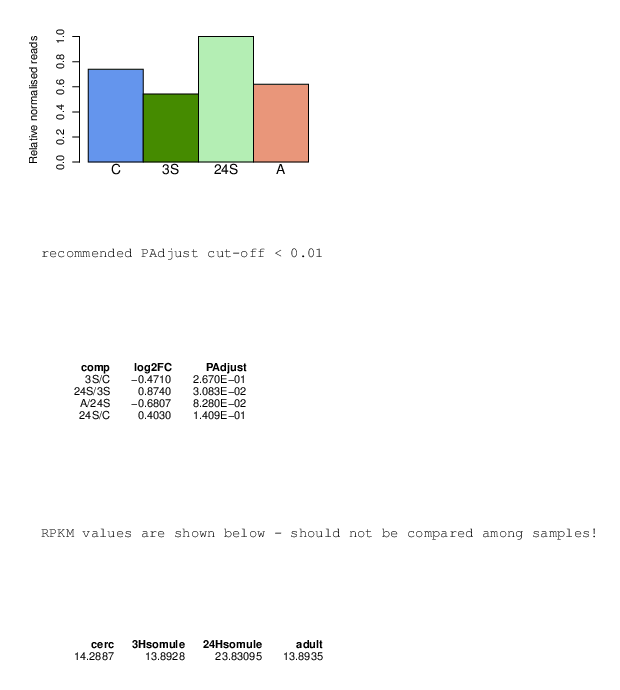 Relative normalised reads
1.0
0.8
0.6
0.4
0.2
0.0
C 3S 24S A
recommended PAdjust cut-off < 0.01
comp log2FC PAdjust
3S/C −0.4710 2.670E−01
24S/3S 0.8740 3.083E−02
A/24S −0.6807 8.280E−02
24S/C 0.4030 1.409E−01
RPKM values are shown below - should not be compared among samples!
cerc 3Hsomule 24Hsomule adult
14.2887 13.8928 23.83095 13.8935